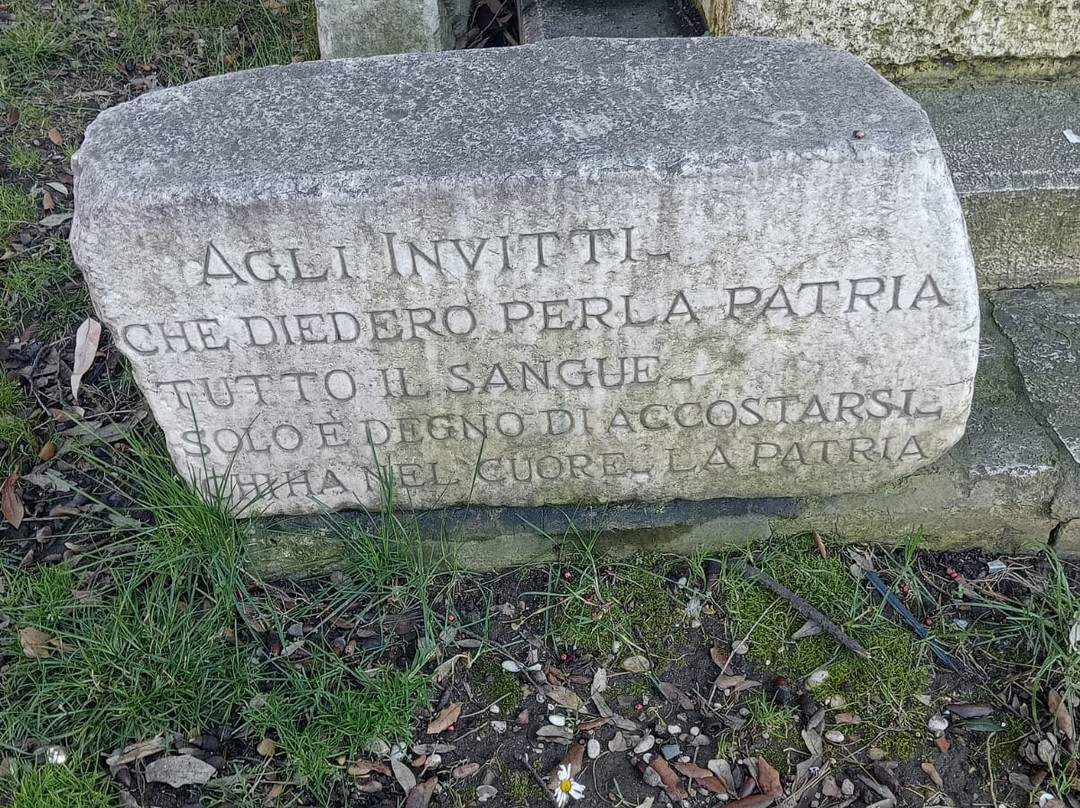 AGLI INVITTI
CHE DIEDERO PER LA PATRIA
TUTTO IL SANGUE
SOLO È DEGNO DI ACCOSTARSI
CHI HA NEL CUORE LA PATRIA